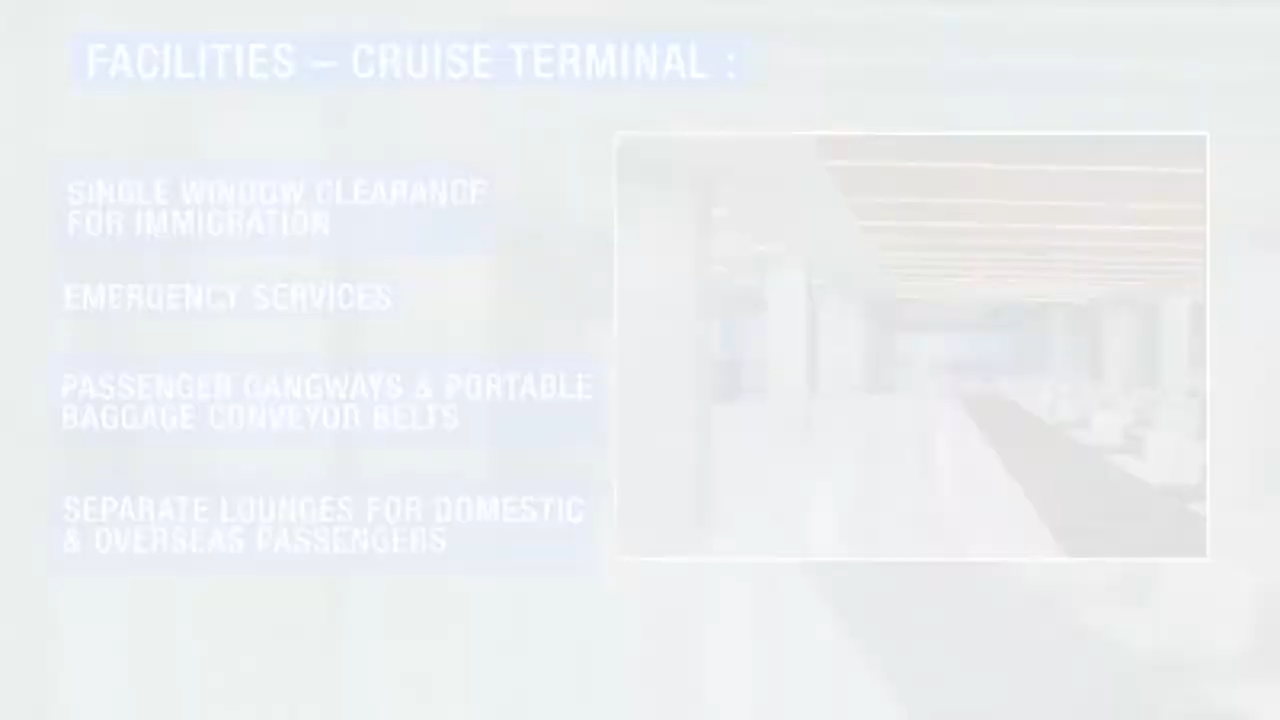 FACILITIES – CRUISE TERMINAL :
SINGLE WINDOW CLEARANCE
FOR IMMIGRATION
EMERGENCY SERVICES
PASSENGER GANGWAYS & PORTABLE
BAGGAGE CONVEYOR BELTS
SEPARATE LOUNGES FOR DOMESTIC
& OVERSEAS PASSENGERS